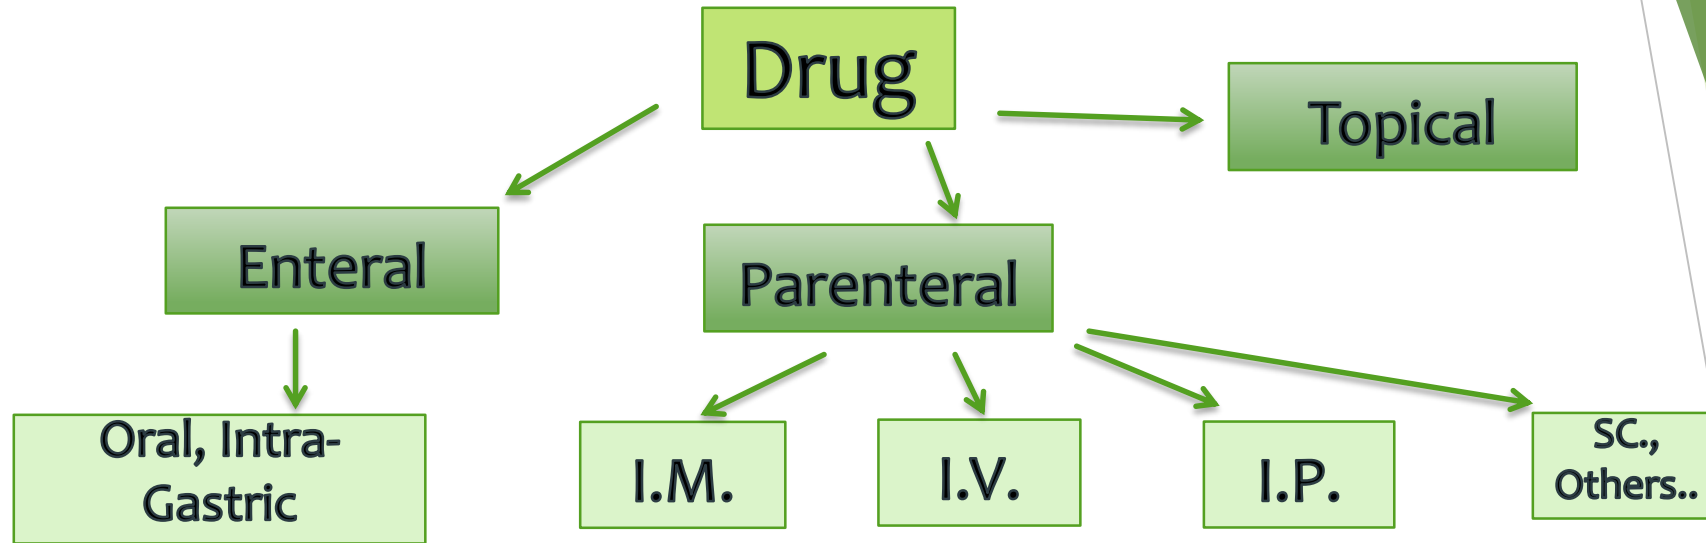 Drug
Topical
Enteral
Parenteral
Oral, Intra-
Gastric
I.M.
I.V.
I.P.
SC.,
Others..